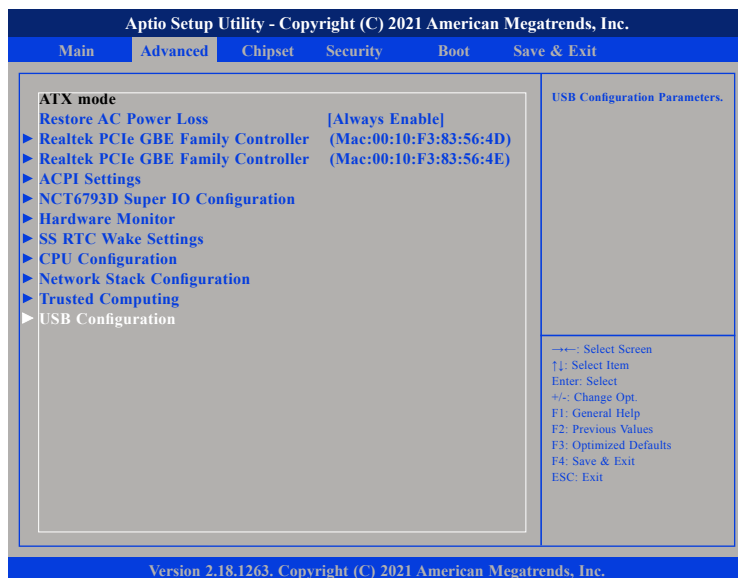 Aptio Setup Utility - Copyright (C) 2021 American Megatrends, Inc.
Main Advanced Chipset Security Boot Save & Exit
ATX mode
Restore AC Power Loss [Always Enable]
► Realtek PCIe GBE Family Controller (Mac:00:10:F3:83:56:4D)
► Realtek PCIe GBE Family Controller (Mac:00:10:F3:83:56:4E)
► ACPI Settings
► NCT6793D Super IO Configuration
► Hardware Monitor
► SS RTC Wake Settings
► CPU Configuration
► Network Stack Configuration
► Trusted Computing
► USB Configuration
USB Configuration Parameters.
→←: Select Screen
↑↓: Select Item
Enter: Select
+/-: Change Opt.
F1: General Help
F2: Previous Values
F3: Optimized Defaults
F4: Save & Exit
ESC: Exit
Version 2.18.1263. Copyright (C) 2021 American Megatrends, Inc.